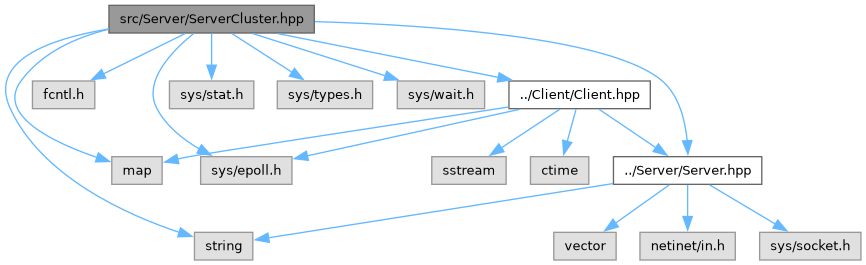 src/Server/ServerCluster.hpp
fcntl.h
sys/stat.h
sys/types.h
sys/wait.h
../Client/Client.hpp
map
sys/epoll.h
sstream
ctime
../Server/Server.hpp
string
vector
netinet/in.h
sys/socket.h